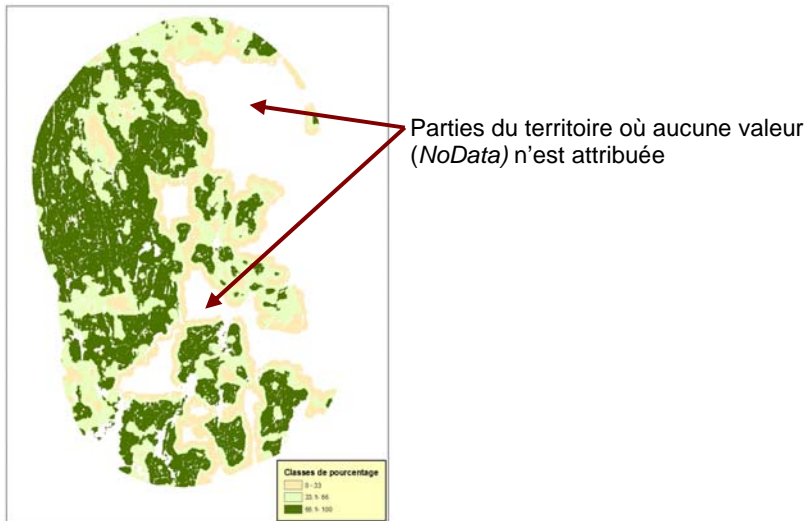 Parties du territoire où aucune valeur
(NoData) n'est attribuée
Classes de pourcentage
0 - 33
33.1- 66
66.1- 100